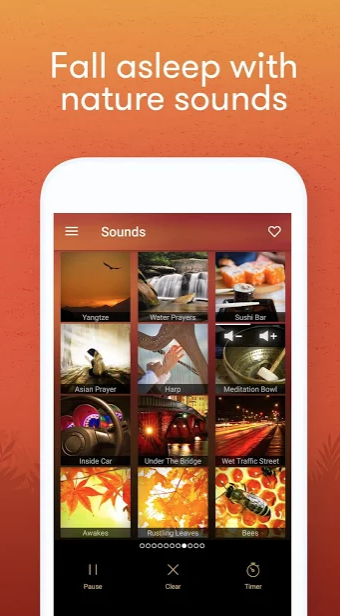 Fall asleep with
nature sounds
Sounds
Yangtze
Water Prayers
Sushi Bar
Asian Prayer
Harp
Meditation Bowl
Inside Car
Under The Bridge
Wet Traffic Street
Awakes
Rustling Leaves
Bees
Pause
Clear
Timer